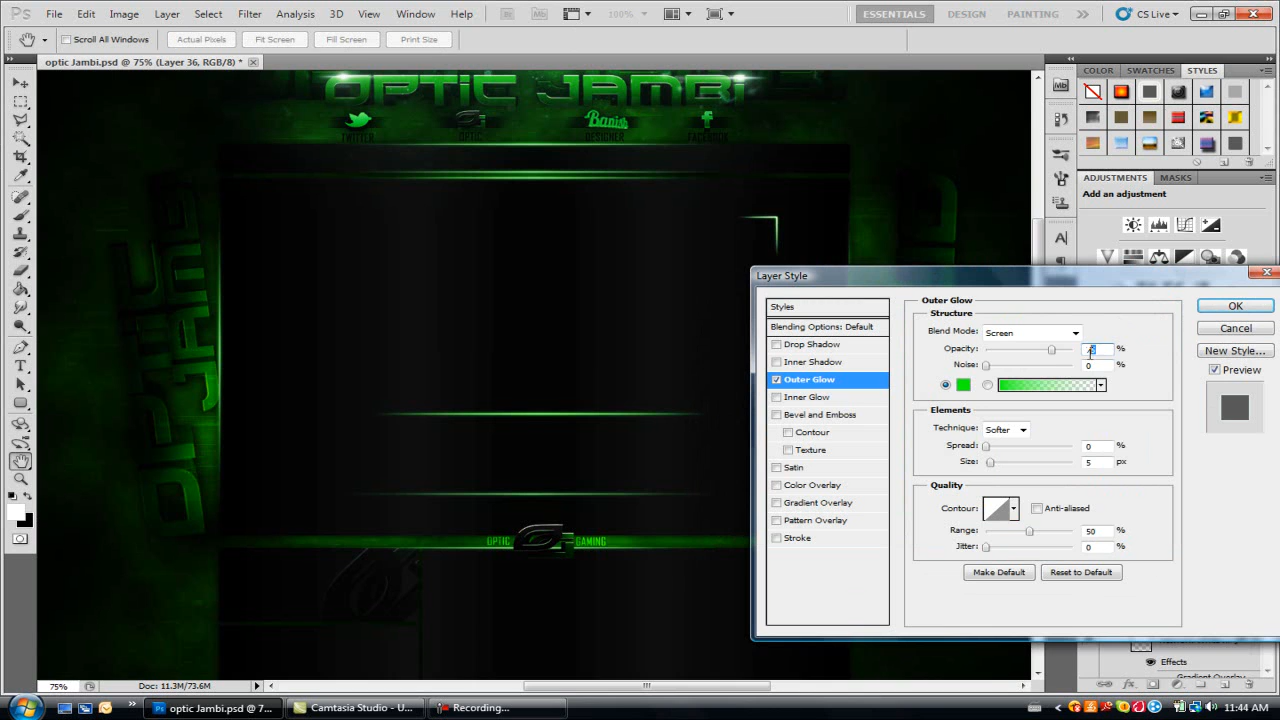 Ps File Edit Image Layer Select Filter Analysis 3D View Window Help Br Mb 100% ESSENTIALS DESIGN PAINTING CS Live
Scroll All Windows Actual Pixels Fit Screen Fill Screen Print Size
optic Jambi.psd @ 75% (Layer 36, RGB/8) *
COLOR SWATCHES STYLES
Mb
OPTIC JAMBI
Banish
TWITTER OPTIC DESIGNER FACEBOOK
ADJUSTMENTS MASKS
Add an adjustment
OPTIC JAMBI
Layer Style
Styles
Blending Options: Default
Drop Shadow
Inner Shadow
Outer Glow
Inner Glow
Bevel and Emboss
Contour
Texture
Satin
Color Overlay
Gradient Overlay
Pattern Overlay
Stroke
Outer Glow
Structure
Blend Mode: Screen
Opacity: %
Noise: 0 %
Elements
Technique: Softer
Spread: 0 %
Size: 5 px
Quality
Contour: Anti-aliased
Range: 50 %
Jitter: 0 %
Make Default Reset to Default
OK
Cancel
New Style...
Preview
OPTIC GAMING
Effects
Gradient Overlay
75% Doc: 11.3M/73.6M
optic Jambi.psd @ 7... Camtasia Studio - U... Recording... 11:44 AM